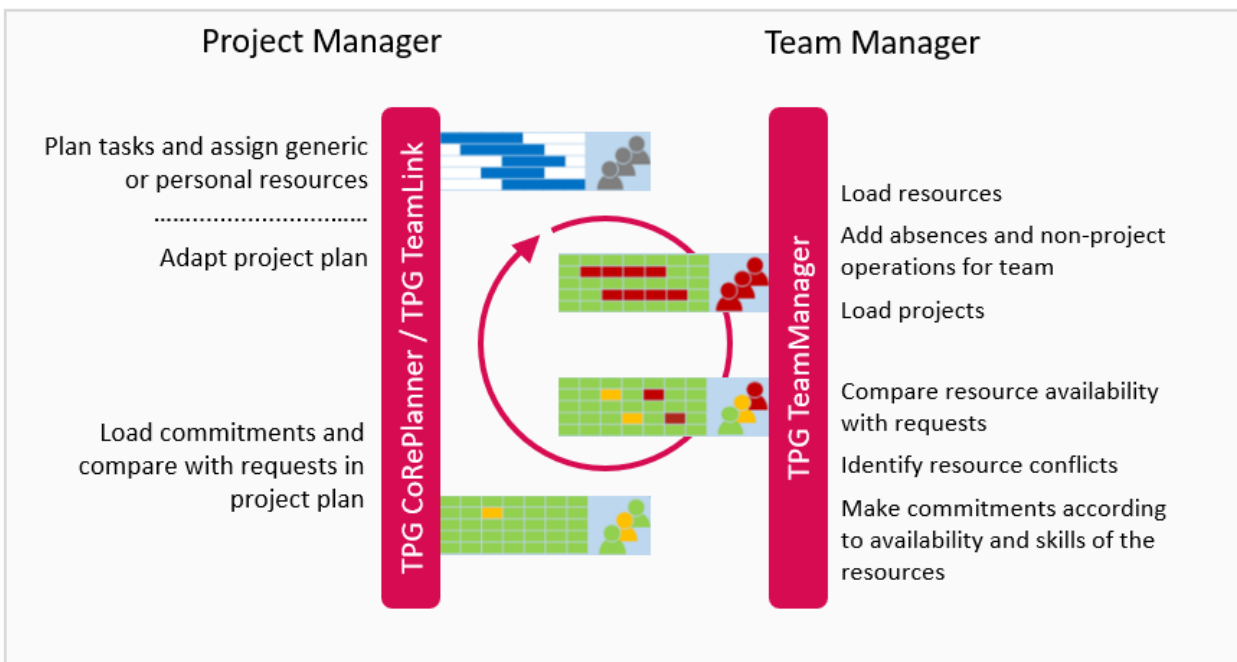 Project Manager
Team Manager
Plan tasks and assign generic
or personal resources
......................................
Adapt project plan
Load commitments and
compare with requests in
project plan
TPG CoRePlanner / TPG TeamLink
TPG TeamManager
Load resources
Add absences and non-project
operations for team
Load projects
Compare resource availability
with requests
Identify resource conflicts
Make commitments according
to availability and skills of the
resources